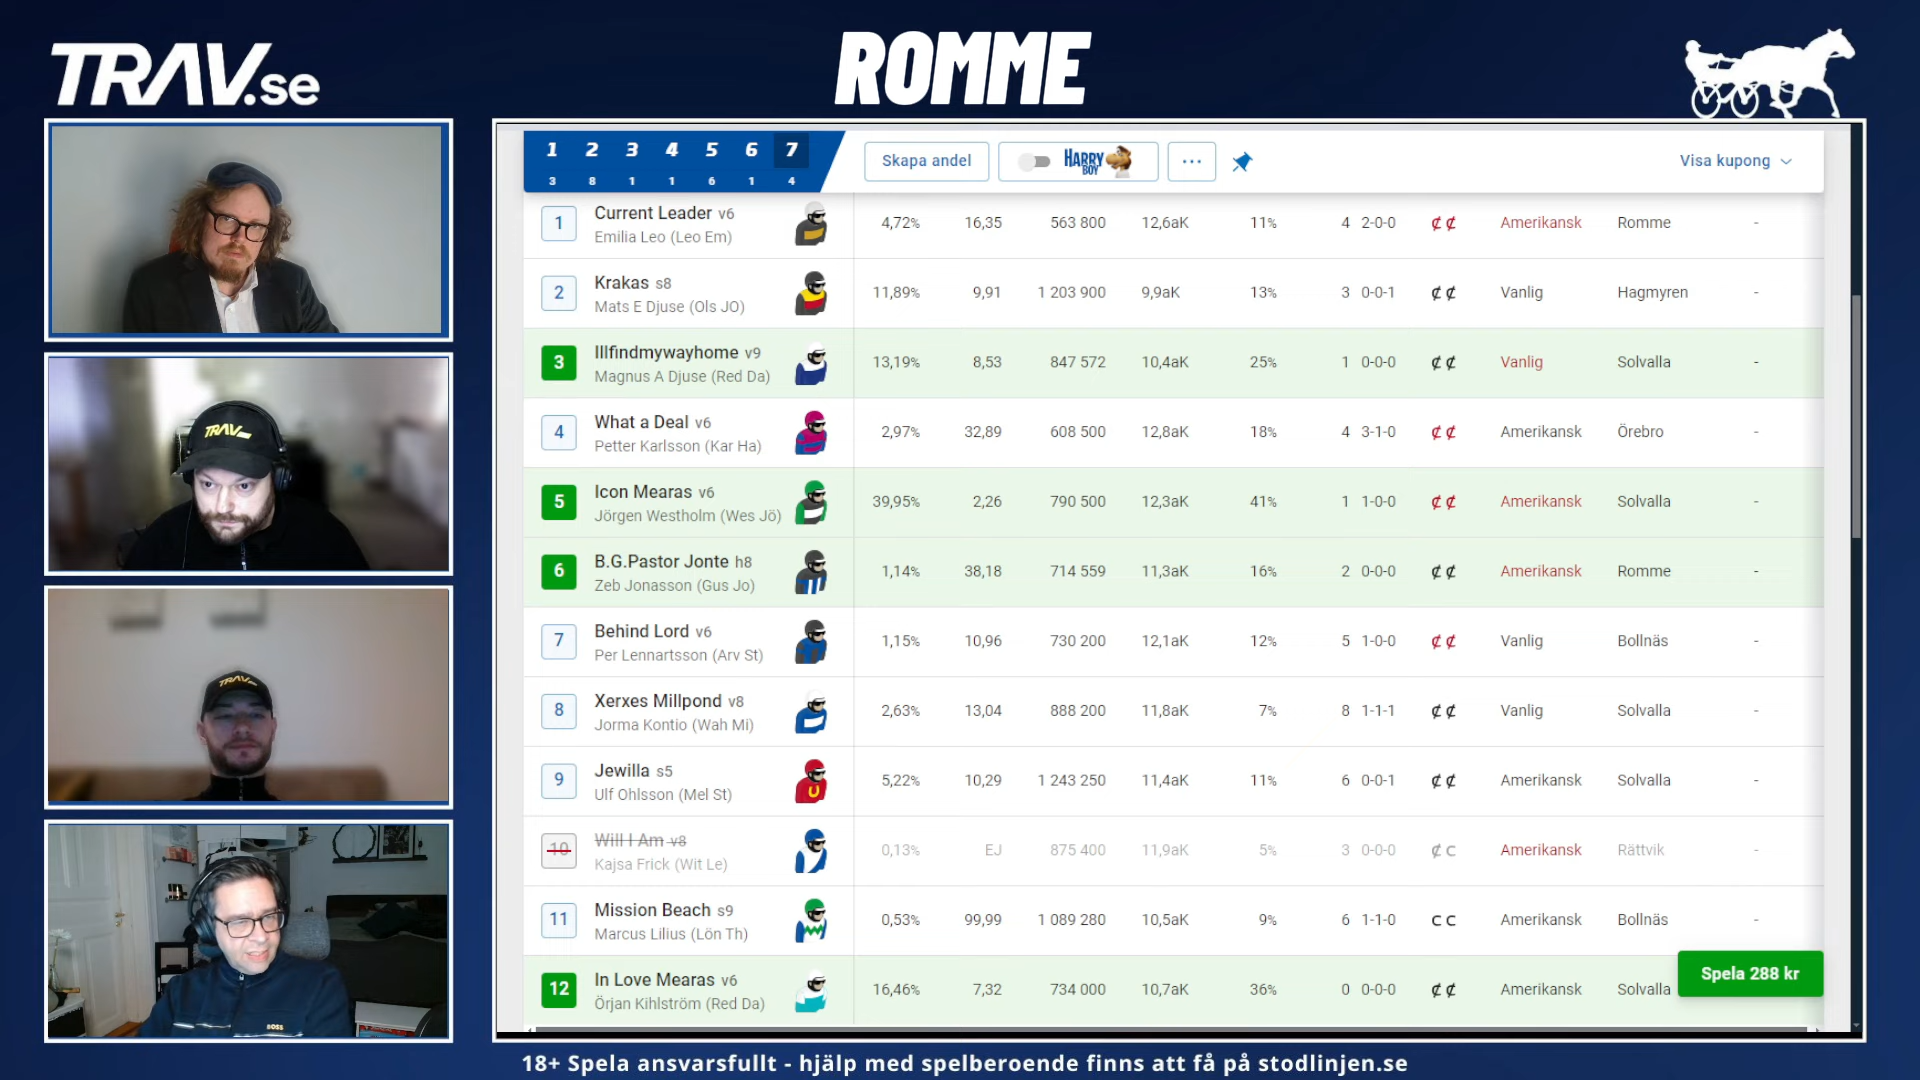 TRAV.se
ROMME
TRAV
TRAV
BOSS
1 2 3 4 5 6 7
3 8 1 1 6 1 4
Skapa andel
HARRY BOY
...
Visa kupong
1 Current Leader v6 4,72% 16,35 563 800 12,6aK 11% 4 2-0-0 ȼ ȼ Amerikansk Romme -
Emilia Leo (Leo Em)
2 Krakas s8 11,89% 9,91 1 203 900 9,9aK 13% 3 0-0-1 ȼ ȼ Vanlig Hagmyren -
Mats E Djuse (Ols JO)
3 Illfindmywayhome v9 13,19% 8,53 847 572 10,4aK 25% 1 0-0-0 ȼ ȼ Vanlig Solvalla -
Magnus A Djuse (Red Da)
4 What a Deal v6 2,97% 32,89 608 500 12,8aK 18% 4 3-1-0 ȼ ȼ Amerikansk Örebro -
Petter Karlsson (Kar Ha)
5 Icon Mearas v6 39,95% 2,26 790 500 12,3aK 41% 1 1-0-0 ȼ ȼ Amerikansk Solvalla -
Jörgen Westholm (Wes Jö)
6 B.G.Pastor Jonte h8 1,14% 38,18 714 559 11,3aK 16% 2 0-0-0 ȼ ȼ Amerikansk Romme -
Zeb Jonasson (Gus Jo)
7 Behind Lord v6 1,15% 10,96 730 200 12,1aK 12% 5 1-0-0 ȼ ȼ Vanlig Bollnäs -
Per Lennartsson (Arv St)
8 Xerxes Millpond v8 2,63% 13,04 888 200 11,8aK 7% 8 1-1-1 ȼ ȼ Vanlig Solvalla -
Jorma Kontio (Wah Mi)
9 Jewilla s5 5,22% 10,29 1 243 250 11,4aK 11% 6 0-0-1 ȼ ȼ Amerikansk Solvalla -
Ulf Ohlsson (Mel St)
10 Will I Am v8 0,13% EJ 875 400 11,9aK 5% 3 0-0-0 ȼ c Amerikansk Rättvik -
Kajsa Frick (Wit Le)
11 Mission Beach s9 0,53% 99,99 1 089 280 10,5aK 9% 6 1-1-0 c c Amerikansk Bollnäs -
Marcus Lilius (Lön Th)
12 In Love Mearas v6 16,46% 7,32 734 000 10,7aK 36% 0 0-0-0 ȼ ȼ Amerikansk Solvalla
Örjan Kihlström (Red Da)
Spela 288 kr
18+ Spela ansvarsfullt - hjälp med spelberoende finns att få på stodlinjen.se